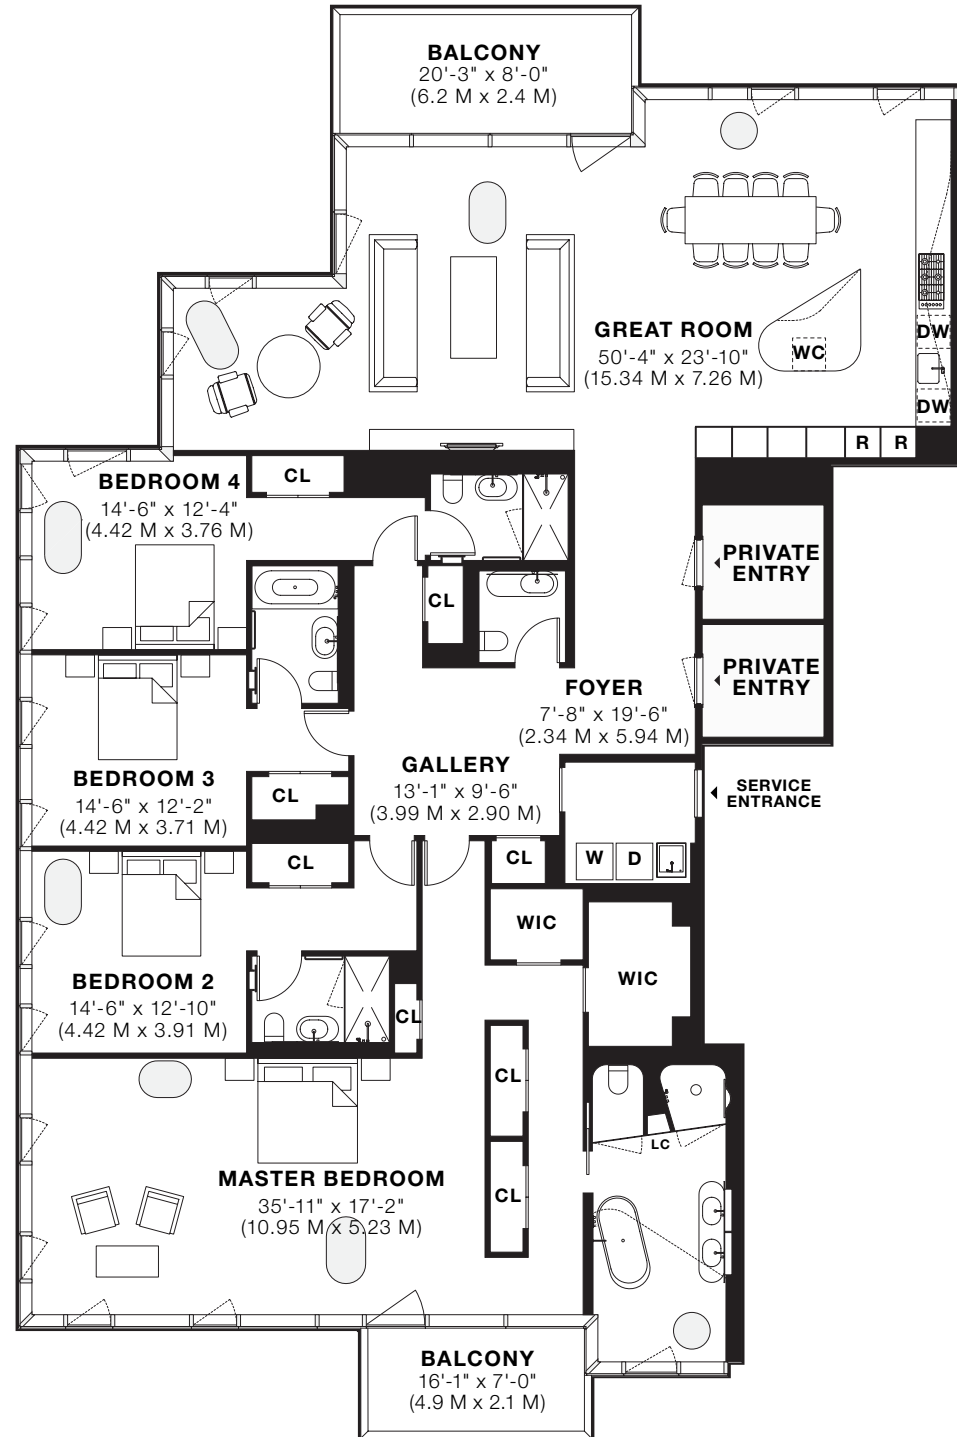 BALCONY
20'-3" x 8'-0"
(6.2 M x 2.4 M)
GREAT ROOM
50'-4" x 23'-10"
(15.34 M x 7.26 M)
WC
DW
DW
R R
BEDROOM 4
14'-6" x 12'-4"
(4.42 M x 3.76 M)
CL
CL
PRIVATE
ENTRY
PRIVATE
ENTRY
FOYER
7'-8" x 19'-6"
(2.34 M x 5.94 M)
GALLERY
13'-1" x 9'-6"
(3.99 M x 2.90 M)
BEDROOM 3
14'-6" x 12'-2"
(4.42 M x 3.71 M)
CL
SERVICE
ENTRANCE
CL
CL
W D
WIC
WIC
BEDROOM 2
14'-6" x 12'-10"
(4.42 M x 3.91 M)
CL
CL
LC
CL
MASTER BEDROOM
35'-11" x 17'-2"
(10.95 M x 5.23 M)
BALCONY
16'-1" x 7'-0"
(4.9 M x 2.1 M)